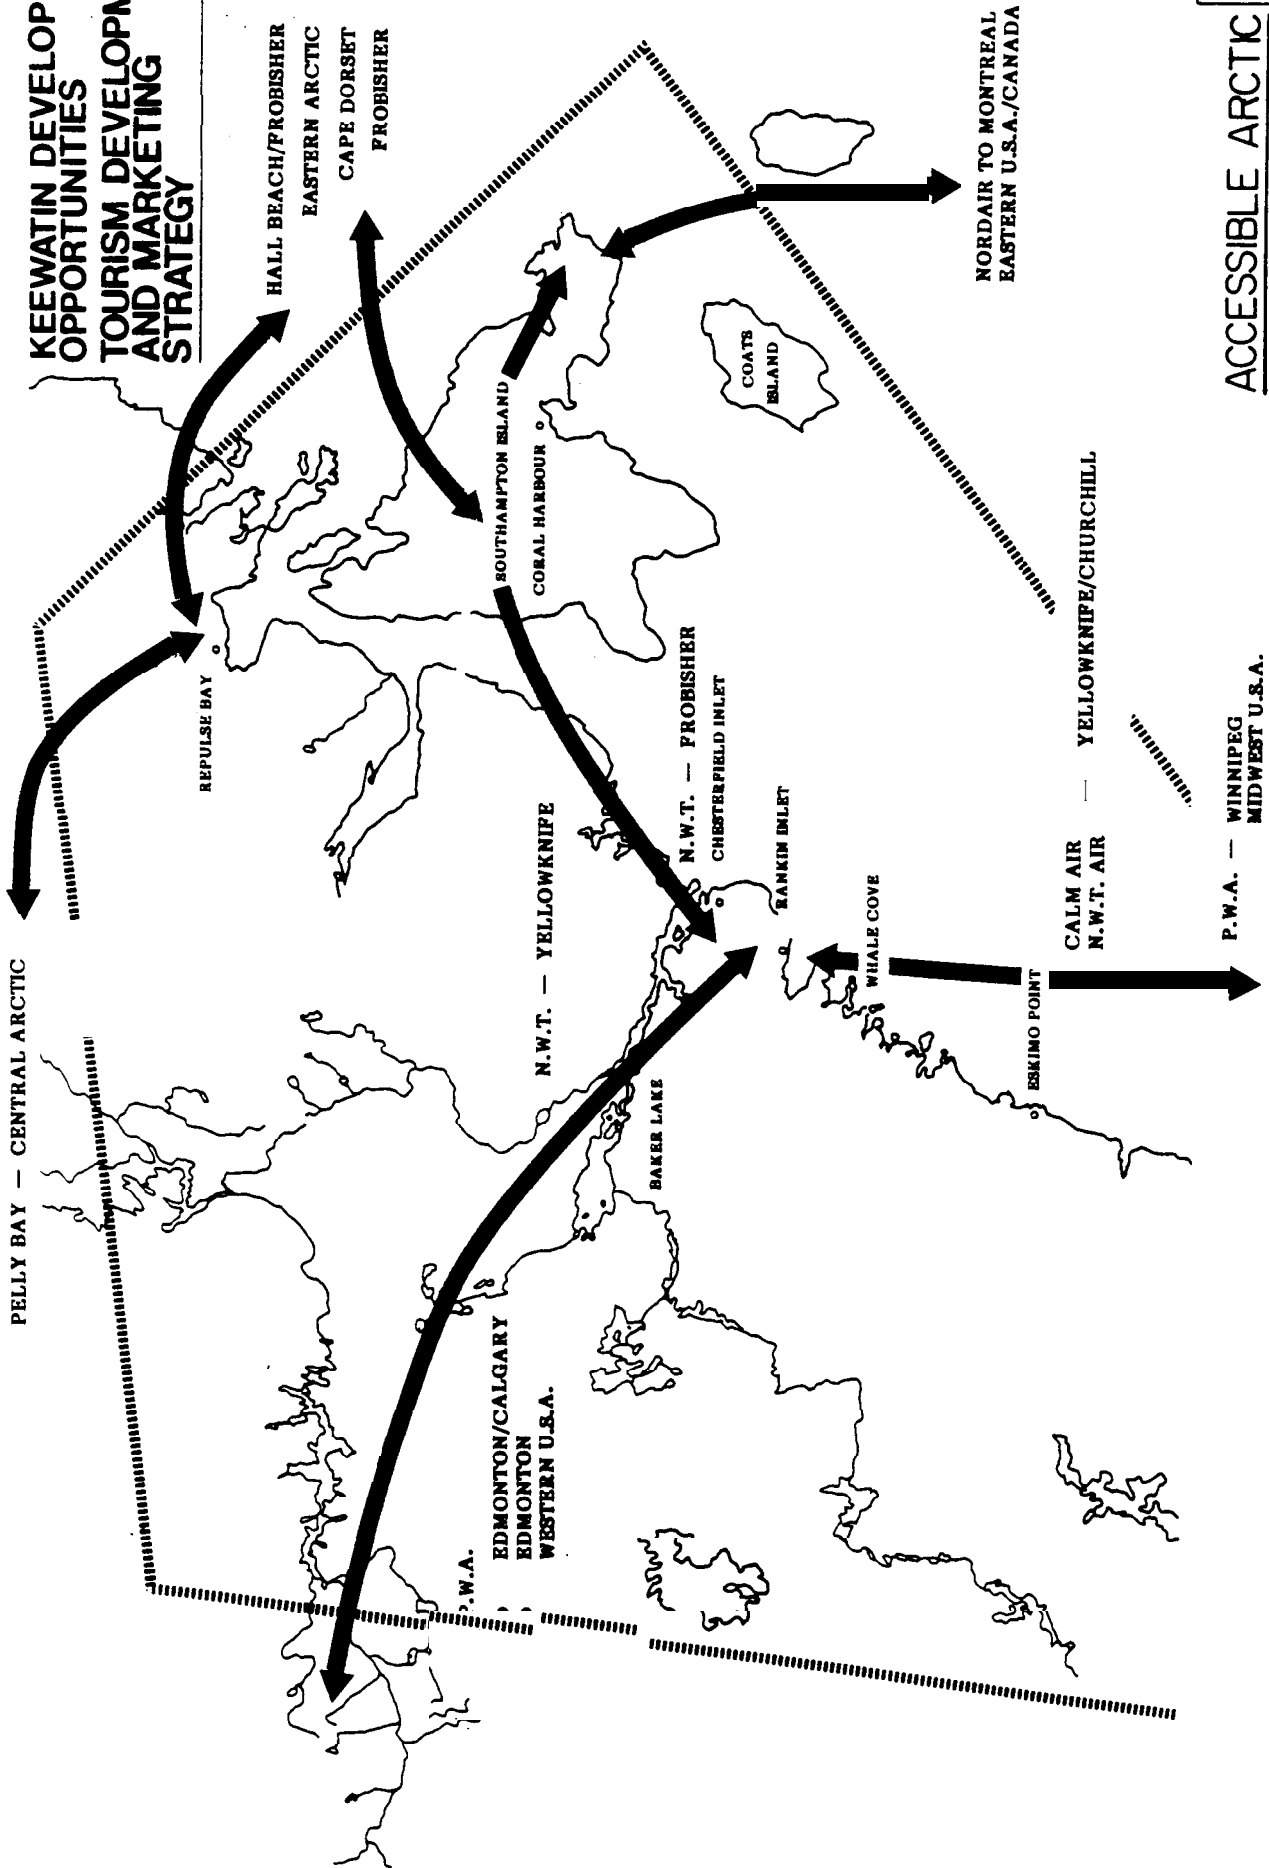 KEEWATIN DEVELOP
OPPORTUNITIES
TOURISM DEVELOPM
AND MARKETING
STRATEGY
PELLY BAY — CENTRAL ARCTIC
REPULSE BAY
HALL BEACH/FROBISHER
EASTERN ARCTIC
CAPE DORSET
FROBISHER
SOUTHAMPTON ISLAND
CORAL HARBOUR
COATS
ISLAND
N.W.T. — YELLOWKNIFE
N.W.T. — FROBISHER
CHESTERFIELD INLET
RANKIN INLET
BAKER LAKE
WHALE COVE
ESKIMO POINT
P.W.A.
EDMONTON/CALGARY
EDMONTON
WESTERN U.S.A.
NORDAIR TO MONTREAL
EASTERN U.S.A./CANADA
CALM AIR — YELLOWKNIFE/CHURCHILL
N.W.T. AIR
P.W.A. — WINNIPEG
MIDWEST U.S.A.
ACCESSIBLE ARCTIC